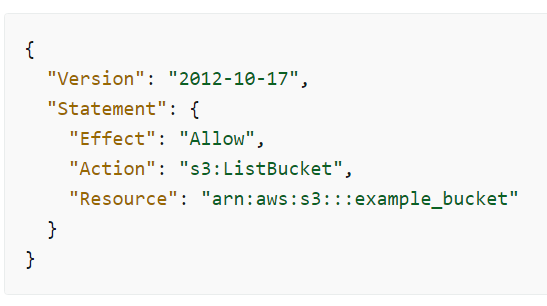 {
  "Version": "2012-10-17",
  "Statement": {
    "Effect": "Allow",
    "Action": "s3:ListBucket",
    "Resource": "arn:aws:s3:::example_bucket"
  }
}